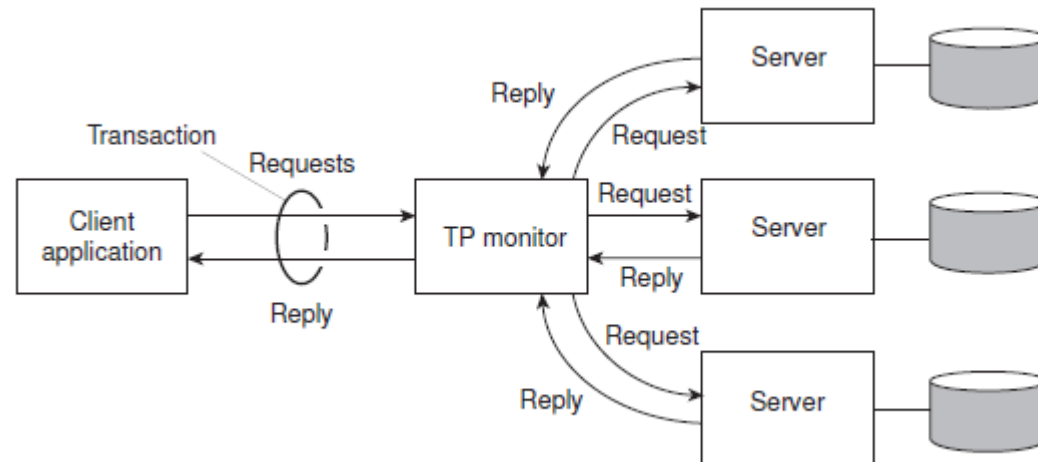 Server
Reply
Transaction
Request
Requests
Client
application
TP monitor
Request
Server
Reply
Reply
Request
Reply
Server